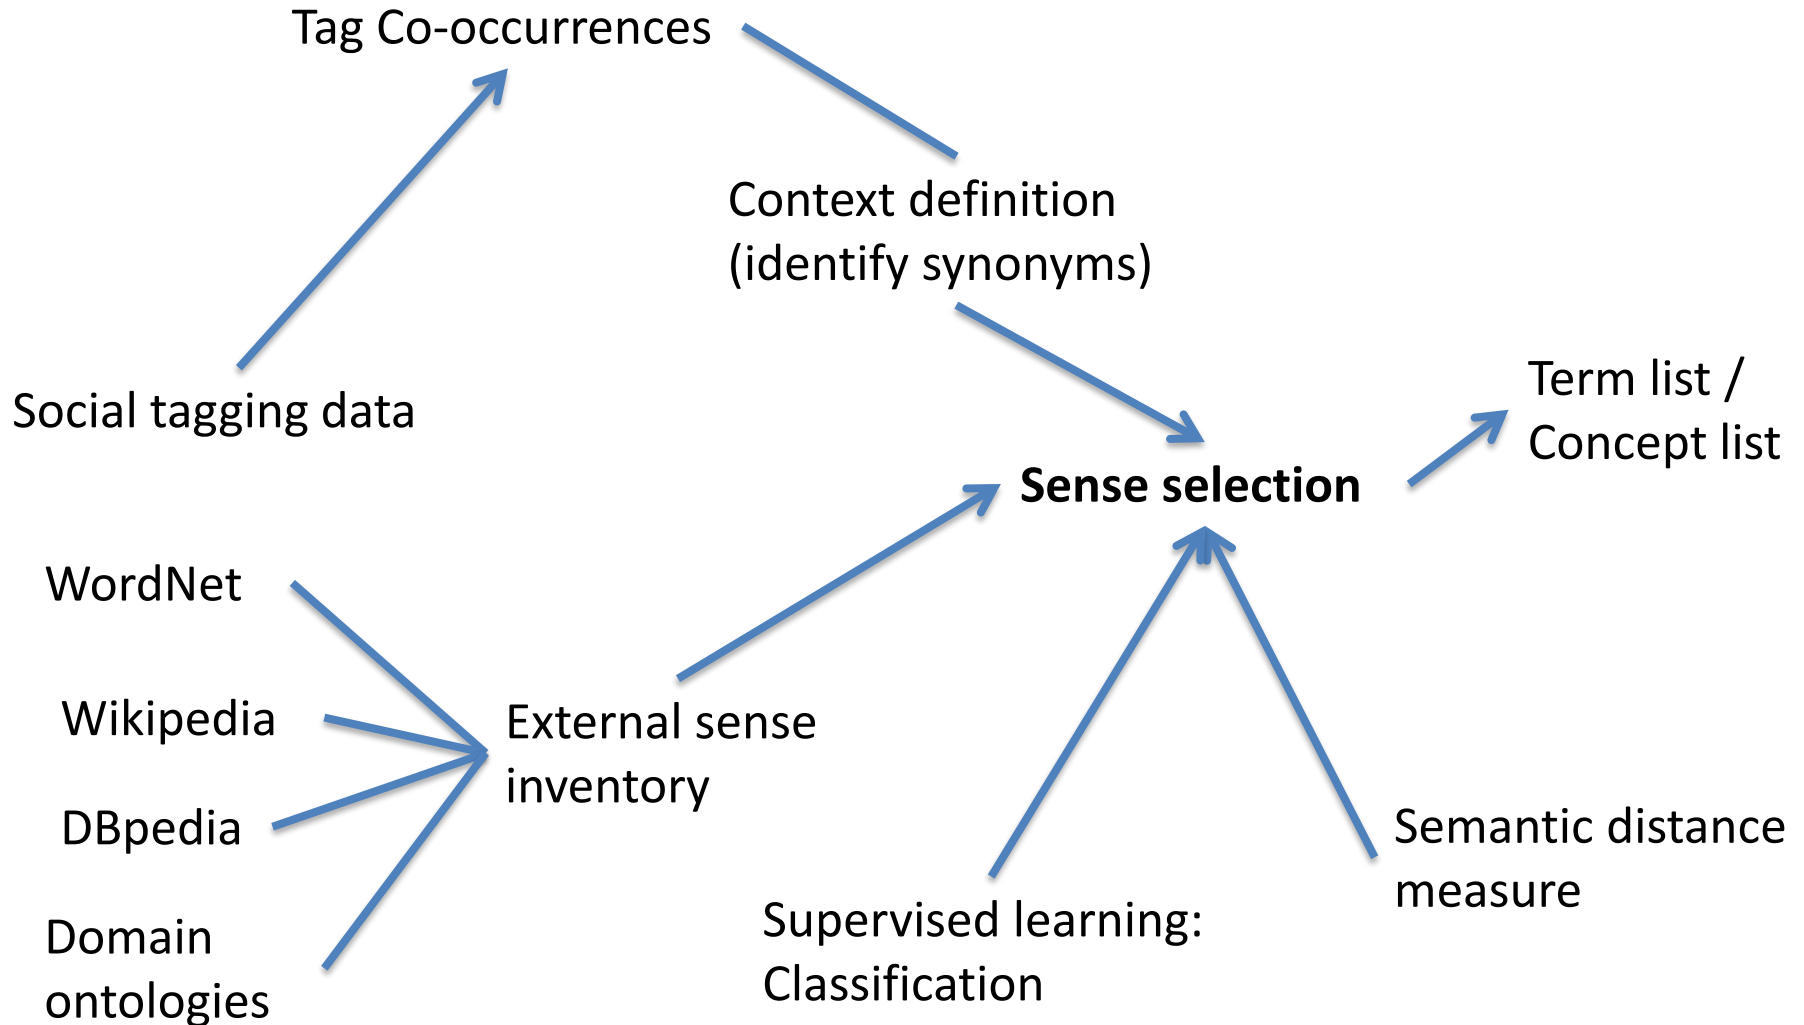 Tag Co-occurrences
Context definition
(identify synonyms)
Social tagging data
Term list /
Concept list
Sense selection
WordNet
Wikipedia
DBpedia
Domain
ontologies
External sense
inventory
Supervised learning:
Classification
Semantic distance
measure